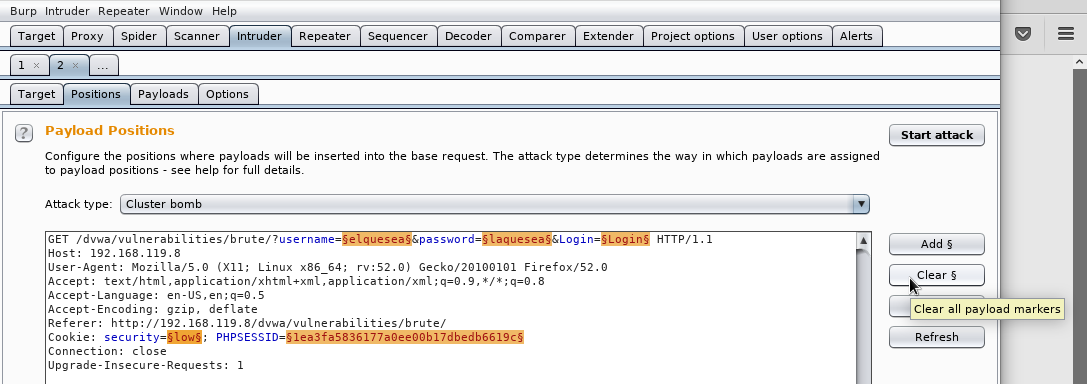 Burp Intruder Repeater Window Help
Target Proxy Spider Scanner Intruder Repeater Sequencer Decoder Comparer Extender Project options User options Alerts
1 × 2 × ...
Target Positions Payloads Options
? Payload Positions
Start attack
Configure the positions where payloads will be inserted into the base request. The attack type determines the way in which payloads are assigned
to payload positions - see help for full details.
Attack type: Cluster bomb
GET /dvwa/vulnerabilities/brute/?username=§elquesea§&password=§laquesea§&Login=§Login§ HTTP/1.1
Host: 192.168.119.8
User-Agent: Mozilla/5.0 (X11; Linux x86_64; rv:52.0) Gecko/20100101 Firefox/52.0
Accept: text/html,application/xhtml+xml,application/xml;q=0.9,*/*;q=0.8
Accept-Language: en-US,en;q=0.5
Accept-Encoding: gzip, deflate
Referer: http://192.168.119.8/dvwa/vulnerabilities/brute/
Cookie: security=§low§; PHPSESSID=§1ea3fa5836177a0ee00b17dbedb6619c§
Connection: close
Upgrade-Insecure-Requests: 1
Add §
Clear §
Clear all payload markers
Refresh